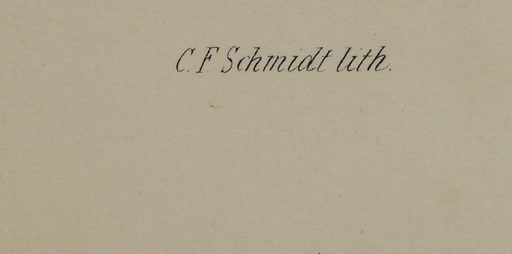 C. F Schmidt lith.